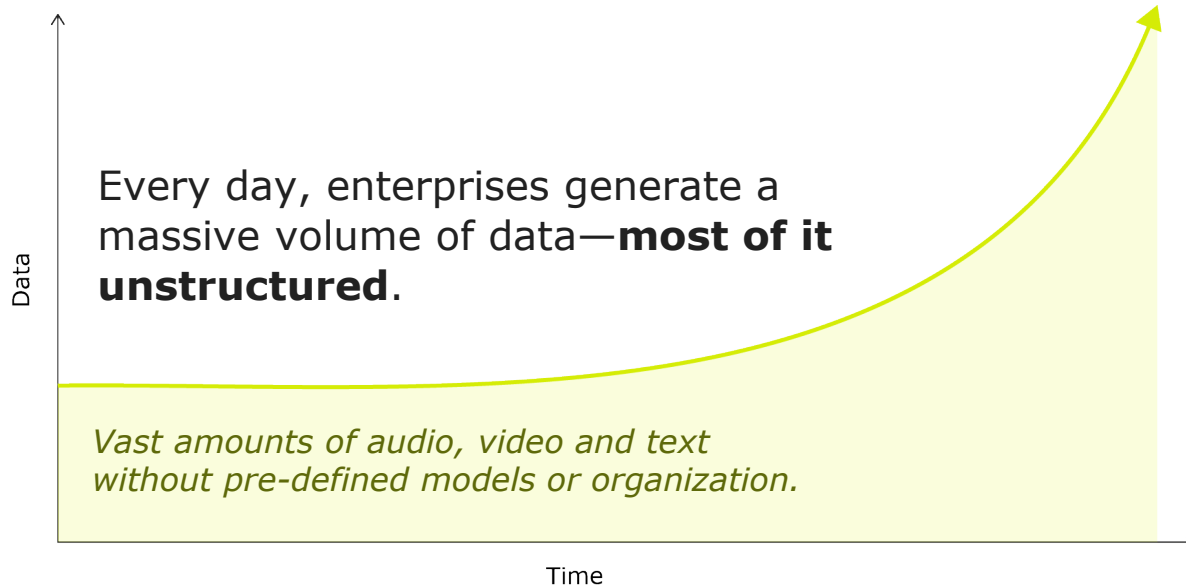 Every day, enterprises generate a
massive volume of data—most of it
unstructured.
Data
Vast amounts of audio, video and text
without pre-defined models or organization.
Time